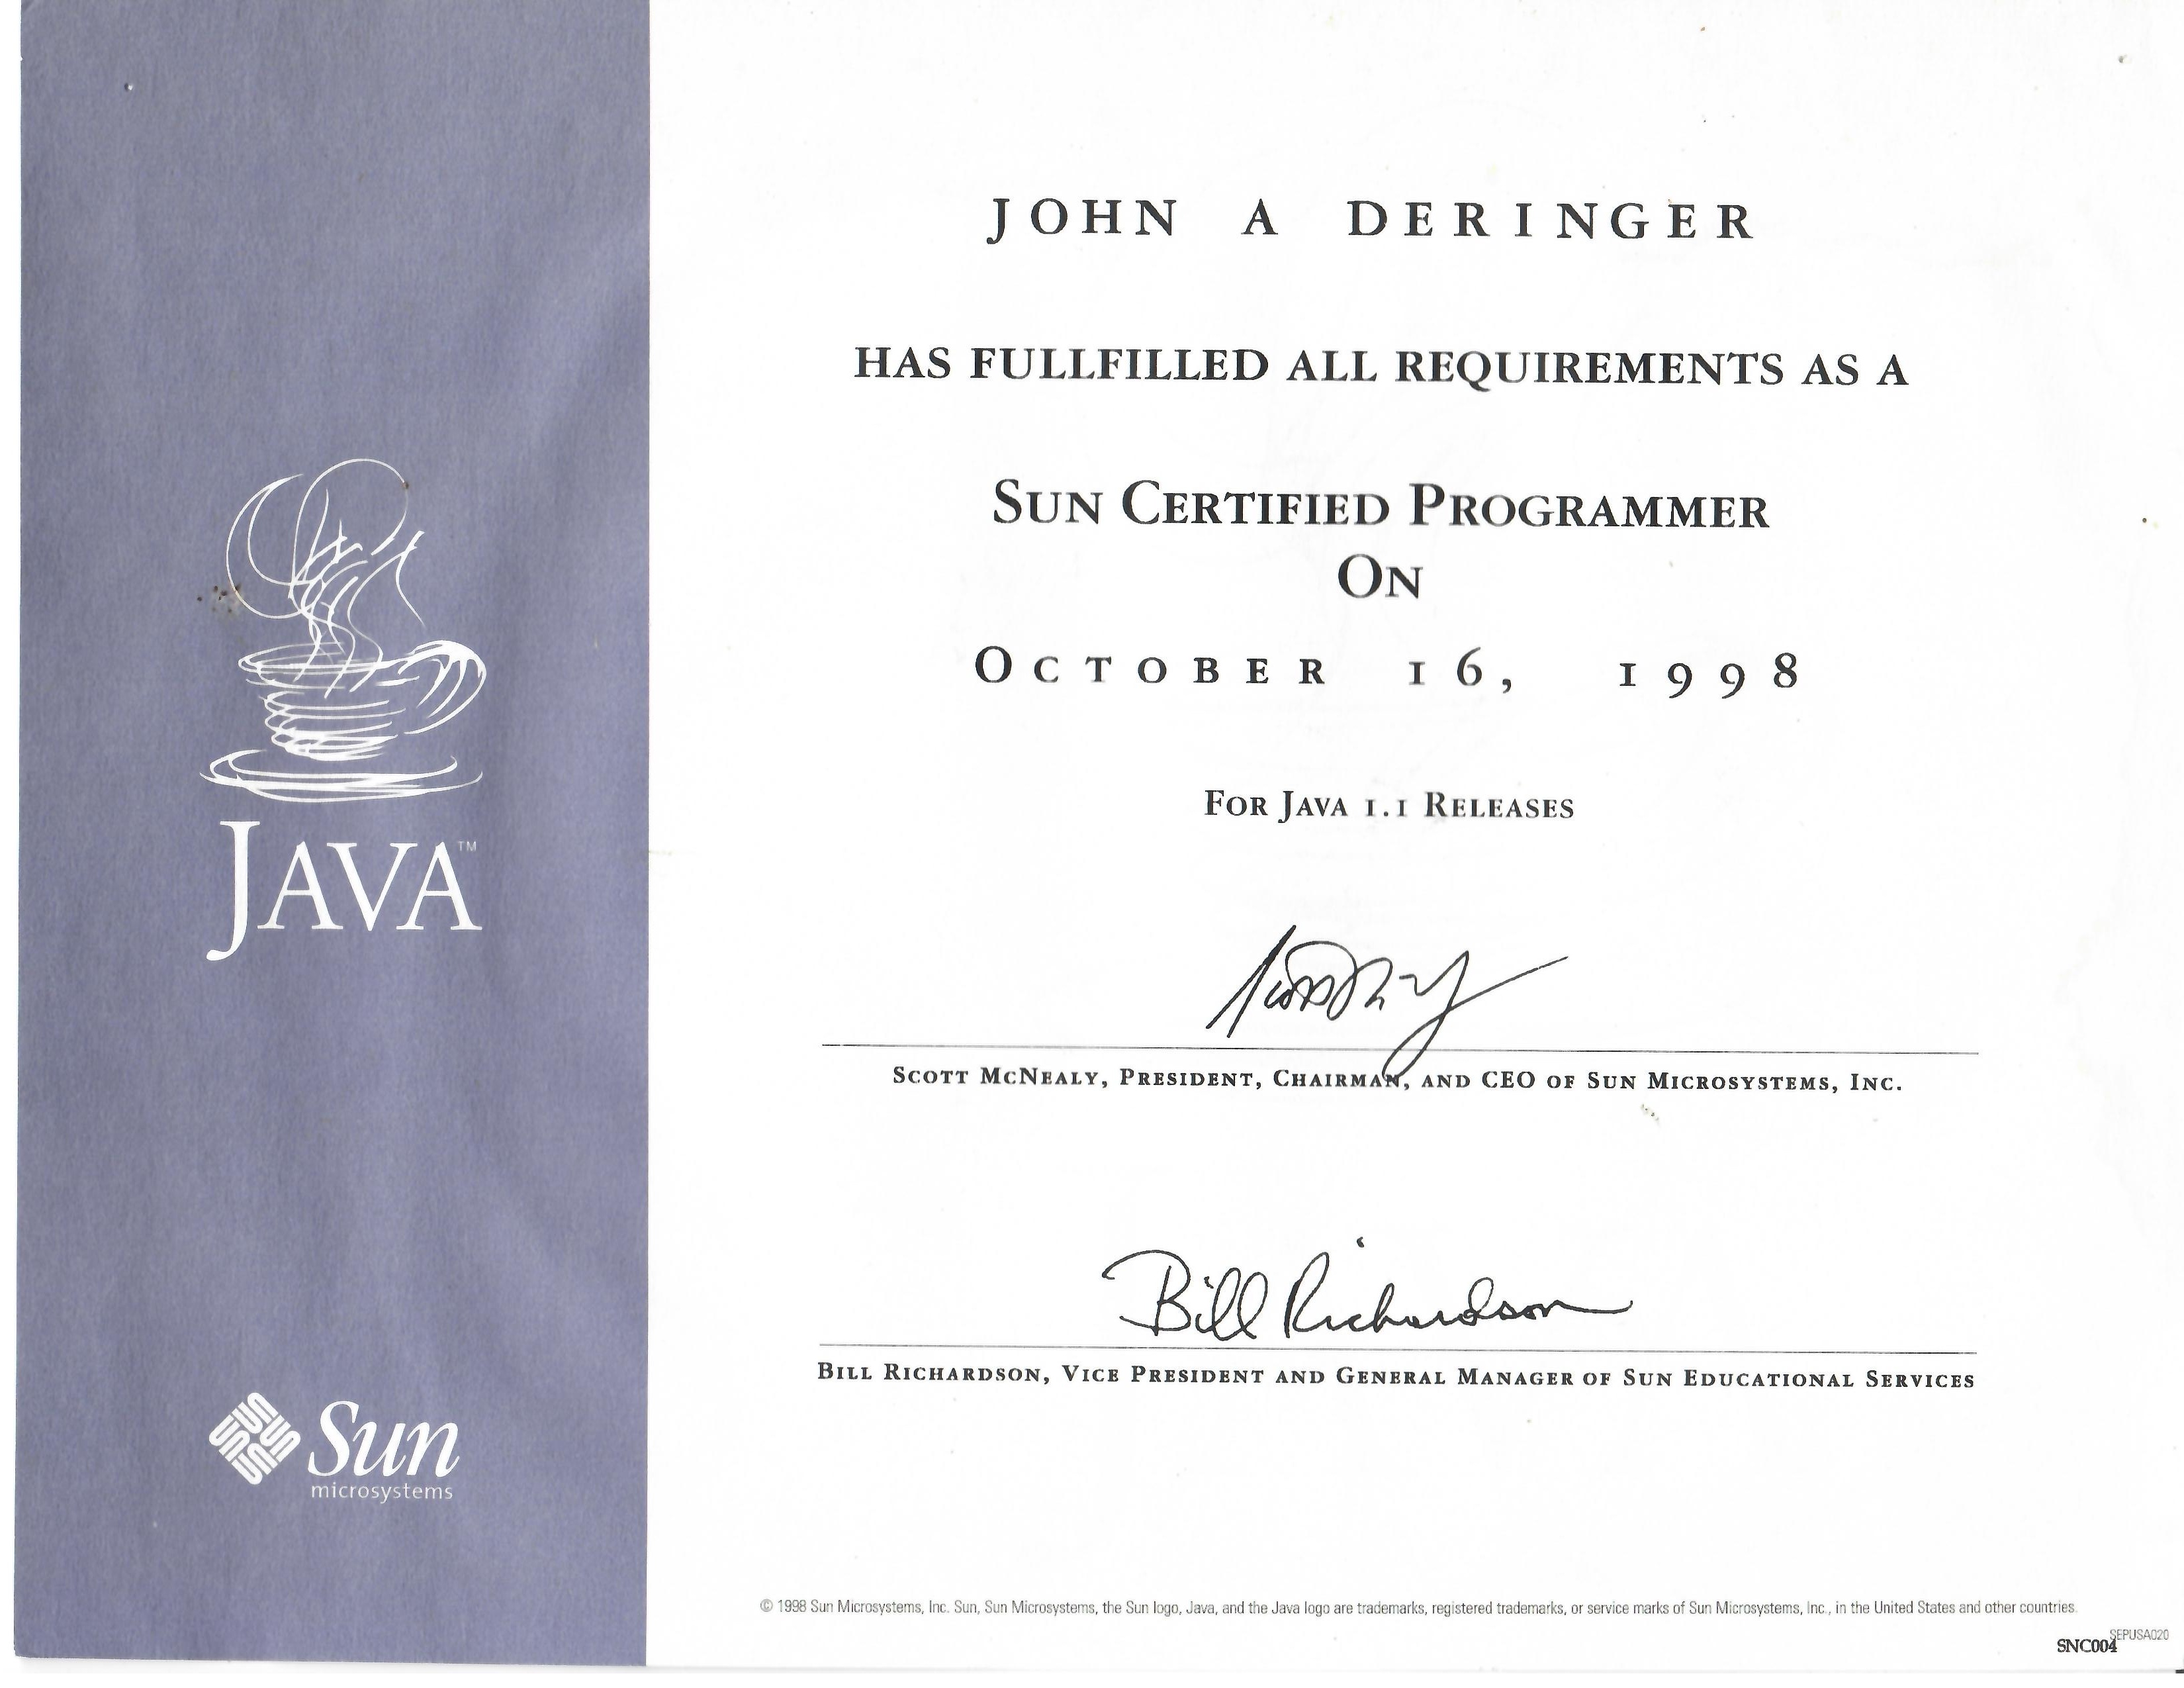 JOHN A DERINGER
HAS FULLFILLED ALL REQUIREMENTS AS A
SUN CERTIFIED PROGRAMMER
ON
OCTOBER 16, 1998
FOR JAVA 1.1 RELEASES
JAVA™
SCOTT MCNEALY, PRESIDENT, CHAIRMAN, AND CEO OF SUN MICROSYSTEMS, INC.
Bill Richardson
BILL RICHARDSON, VICE PRESIDENT AND GENERAL MANAGER OF SUN EDUCATIONAL SERVICES
Sun
microsystems
© 1998 Sun Microsystems, Inc. Sun, Sun Microsystems, the Sun logo, Java, and the Java logo are trademarks, registered trademarks, or service marks of Sun Microsystems, Inc., in the United States and other countries.
SEPUSA020
SNC004